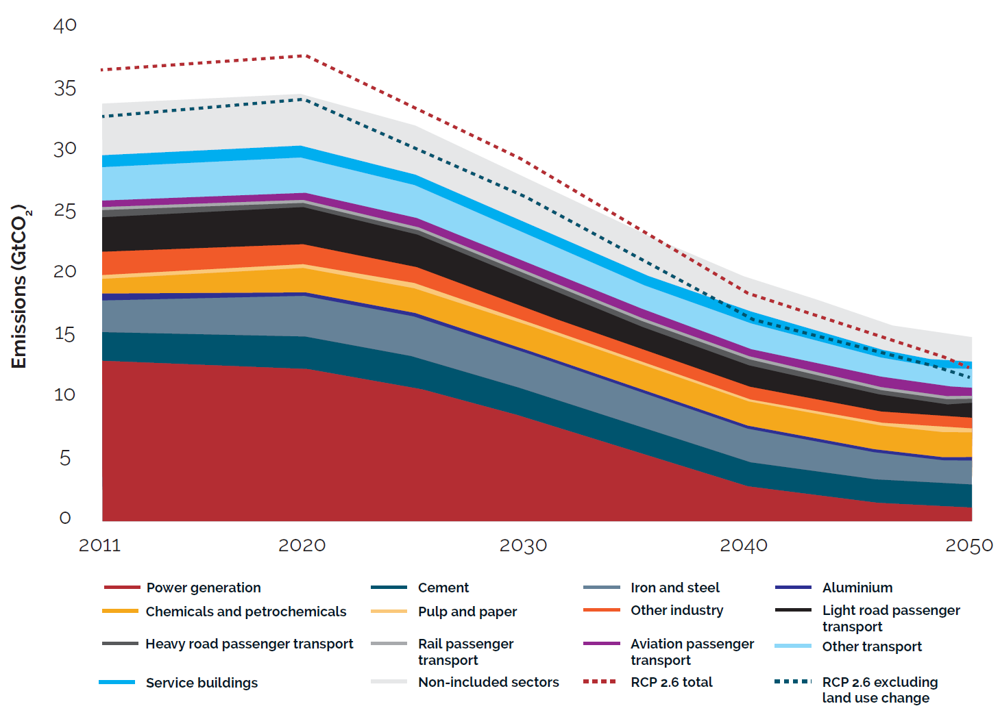 40
35
30
25
20
15
10
5
0
Emissions (GtCO₂)
2011 2020 2030 2040 2050
Power generation Cement Iron and steel Aluminium
Chemicals and petrochemicals Pulp and paper Other industry Light road passenger
transport
Heavy road passenger transport Rail passenger Aviation passenger Other transport
transport transport
Service buildings Non-included sectors RCP 2.6 total RCP 2.6 excluding
land use change